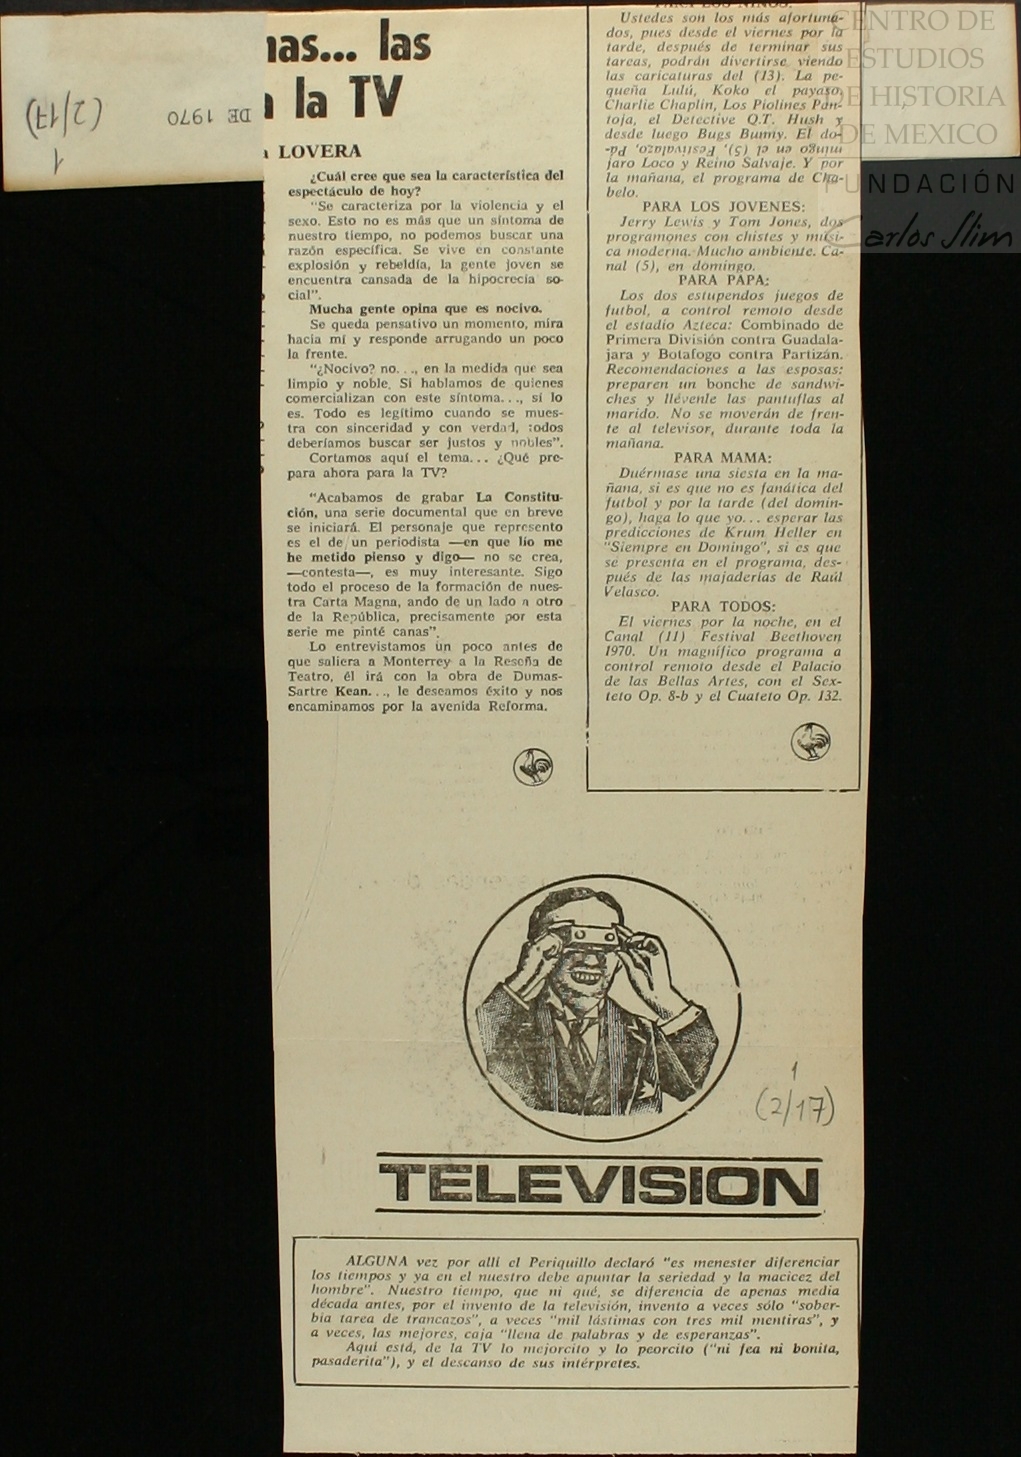 nas... las
a la TV
(2/17)
1
DE 1970
LOVERA
¿Cuál cree que sea la característica del
espectáculo de hoy?
"Se caracteriza por la violencia y el
sexo. Esto no es más que un síntoma de
nuestro tiempo, no podemos buscar una
razón específica. Se vive en constante
explosión y rebeldía, la gente joven se
encuentra cansada de la hipocrecía so-
cial".
Mucha gente opina que es nocivo.
Se queda pensativo un momento, mira
hacia mí y responde arrugando un poco
la frente.
"¿Nocivo? no..., en la medida que sea
limpio y noble. Si hablamos de quienes
comercializan con este síntoma..., sí lo
es. Todo es legítimo cuando se mues-
tra con sinceridad y con verdad, todos
deberíamos buscar ser justos y nobles".
Cortamos aquí el tema... ¿Qué pre-
para ahora para la TV?
"Acabamos de grabar La Constitu-
ción, una serie documental que en breve
se iniciará. El personaje que represento
es el de un periodista —en que lío me
he metido pienso y digo— no se crea,
—contesta—, es muy interesante. Sigo
todo el proceso de la formación de nues-
tra Carta Magna, ando de un lado a otro
de la República, precisamente por esta
serie me pinté canas".
Lo entrevistamos un poco antes de
que saliera a Monterrey a la Reseña de
Teatro, él irá con la obra de Dumas-
Sartre Kean..., le deseamos éxito y nos
encaminamos por la avenida Reforma.
PARA LOS NIÑOS:
Ustedes son los más afortuna-
dos, pues desde el viernes por la
tarde, después de terminar sus
tareas, podrán divertirse viendo
las caricaturas del (13). La pe-
queña Lulú, Koko el payaso,
Charlie Chaplin, Los Piolines Pan-
toja, el Detective Q.T. Hush y
desde luego Bugs Bunny. El do-
mingo en el (5), Festivalazo, Pá-
jaro Loco y Reino Salvaje. Y por
la mañana, el programa de Cha-
belo.
PARA LOS JOVENES:
Jerry Lewis y Tom Jones, dos
programones con chistes y músi-
ca moderna. Mucho ambiente. Ca-
nal (5), en domingo.
PARA PAPA:
Los dos estupendos juegos de
futbol, a control remoto desde
el estadio Azteca: Combinado de
Primera División contra Guadala-
jara y Botafogo contra Partizán.
Recomendaciones a las esposas:
preparen un bonche de sandwi-
ches y llévenle las pantuflas al
marido. No se moverán de fren-
te al televisor, durante toda la
mañana.
PARA MAMA:
Duérmase una siesta en la ma-
ñana, si es que no es fanática del
futbol y por la tarde (del domin-
go), haga lo que yo... esperar las
predicciones de Krum Heller en
"Siempre en Domingo", si es que
se presenta en el programa, des-
pués de las majaderías de Raúl
Velasco.
PARA TODOS:
El viernes por la noche, en el
Canal (11) Festival Beethoven
1970. Un magnífico programa a
control remoto desde el Palacio
de las Bellas Artes, con el Sex-
teto Op. 8-b y el Cuateto Op. 132.
1
(2/17)
TELEVISION
ALGUNA vez por allí el Periquillo declaró "es menester diferenciar
los tiempos y ya en el nuestro debe apuntar la seriedad y la macicez del
hombre". Nuestro tiempo, que ni qué, se diferencia de apenas media
década antes, por el invento de la televisión, invento a veces sólo "sober-
bia tarea de trancazos", a veces "mil lástimas con tres mil mentiras", y
a veces, las mejores, caja "llena de palabras y de esperanzas".
Aquí está, de la TV lo mejorcito y lo peorcito ("ni fea ni bonita,
pasaderita"), y el descanso de sus intérpretes.
CENTRO DE
ESTUDIOS
DE HISTORIA
DE MEXICO
FUNDACIÓN
Carlos Slim